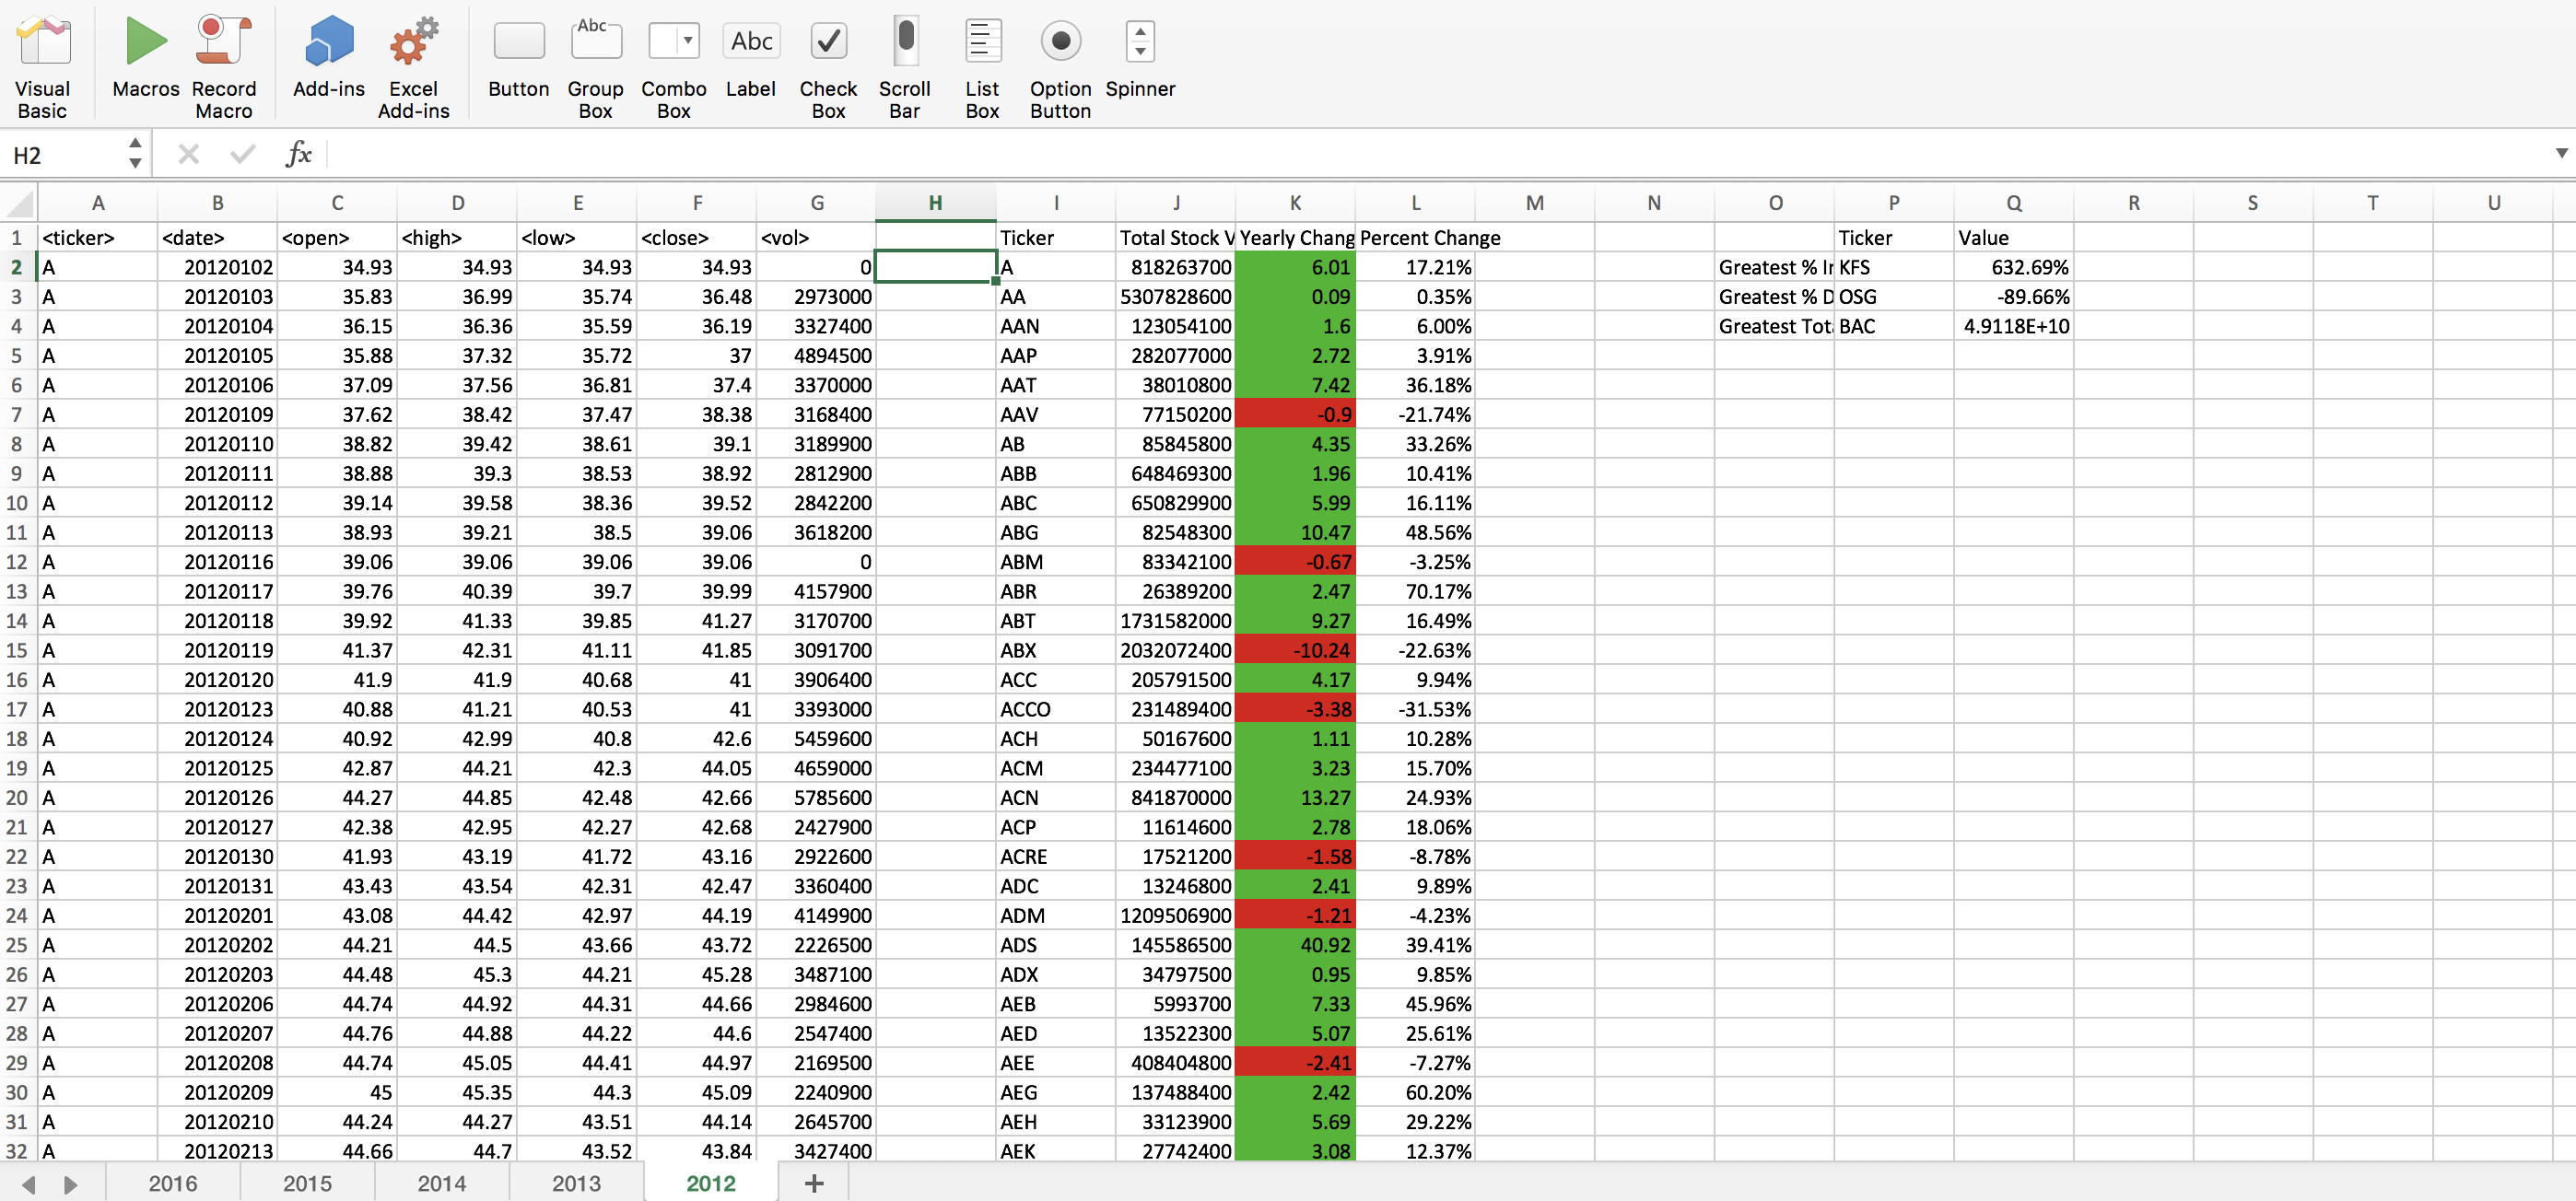 Visual Basic Macros Record Macro Add-ins Excel Add-ins Button Abc Group Box Combo Box Abc Label Check Box Scroll Bar List Box Option Button Spinner
H2 fx
A B C D E F G H I J K L M N O P Q R S T U
1 <ticker> <date> <open> <high> <low> <close> <vol> Ticker Total Stock V Yearly Chang Percent Change Ticker Value
2 A 20120102 34.93 34.93 34.93 34.93 0 A 818263700 6.01 17.21% Greatest % Ir KFS 632.69%
3 A 20120103 35.83 36.99 35.74 36.48 2973000 AA 5307828600 0.09 0.35% Greatest % D OSG -89.66%
4 A 20120104 36.15 36.36 35.59 36.19 3327400 AAN 123054100 1.6 6.00% Greatest Tot BAC 4.9118E+10
5 A 20120105 35.88 37.32 35.72 37 4894500 AAP 282077000 2.72 3.91%
6 A 20120106 37.09 37.56 36.81 37.4 3370000 AAT 38010800 7.42 36.18%
7 A 20120109 37.62 38.42 37.47 38.38 3168400 AAV 77150200 -0.9 -21.74%
8 A 20120110 38.82 39.42 38.61 39.1 3189900 AB 85845800 4.35 33.26%
9 A 20120111 38.88 39.3 38.53 38.92 2812900 ABB 648469300 1.96 10.41%
10 A 20120112 39.14 39.58 38.36 39.52 2842200 ABC 650829900 5.99 16.11%
11 A 20120113 38.93 39.21 38.5 39.06 3618200 ABG 82548300 10.47 48.56%
12 A 20120116 39.06 39.06 39.06 39.06 0 ABM 83342100 -0.67 -3.25%
13 A 20120117 39.76 40.39 39.7 39.99 4157900 ABR 26389200 2.47 70.17%
14 A 20120118 39.92 41.33 39.85 41.27 3170700 ABT 1731582000 9.27 16.49%
15 A 20120119 41.37 42.31 41.11 41.85 3091700 ABX 2032072400 -10.24 -22.63%
16 A 20120120 41.9 41.9 40.68 41 3906400 ACC 205791500 4.17 9.94%
17 A 20120123 40.88 41.21 40.53 41 3393000 ACCO 231489400 -3.38 -31.53%
18 A 20120124 40.92 42.99 40.8 42.6 5459600 ACH 50167600 1.11 10.28%
19 A 20120125 42.87 44.21 42.3 44.05 4659000 ACM 234477100 3.23 15.70%
20 A 20120126 44.27 44.85 42.48 42.66 5785600 ACN 841870000 13.27 24.93%
21 A 20120127 42.38 42.95 42.27 42.68 2427900 ACP 11614600 2.78 18.06%
22 A 20120130 41.93 43.19 41.72 43.16 2922600 ACRE 17521200 -1.58 -8.78%
23 A 20120131 43.43 43.54 42.31 42.47 3360400 ADC 13246800 2.41 9.89%
24 A 20120201 43.08 44.42 42.97 44.19 4149900 ADM 1209506900 -1.21 -4.23%
25 A 20120202 44.21 44.5 43.66 43.72 2226500 ADS 145586500 40.92 39.41%
26 A 20120203 44.48 45.3 44.21 45.28 3487100 ADX 34797500 0.95 9.85%
27 A 20120206 44.74 44.92 44.31 44.66 2984600 AEB 5993700 7.33 45.96%
28 A 20120207 44.76 44.88 44.22 44.6 2547400 AED 13522300 5.07 25.61%
29 A 20120208 44.74 45.05 44.41 44.97 2169500 AEE 408404800 -2.41 -7.27%
30 A 20120209 45 45.35 44.3 45.09 2240900 AEG 137488400 2.42 60.20%
31 A 20120210 44.24 44.27 43.51 44.14 2645700 AEH 33123900 5.69 29.22%
32 A 20120213 44.66 44.7 43.52 43.84 3427400 AEK 27742400 3.08 12.37%
2016 2015 2014 2013 2012 +